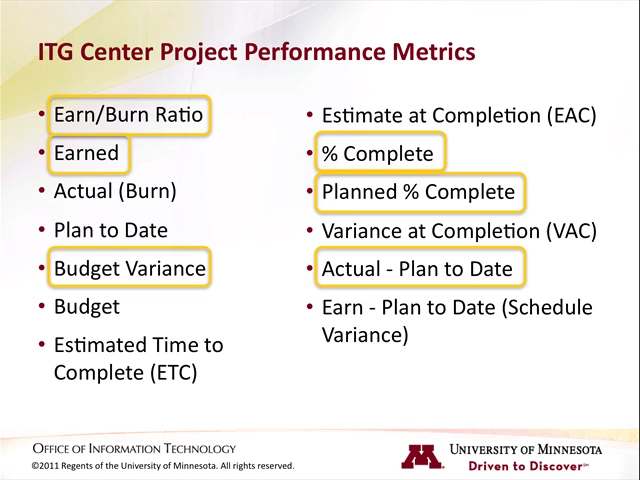 ITG Center Project Performance Metrics
• Earn/Burn Ratio
• Earned
• Actual (Burn)
• Plan to Date
• Budget Variance
• Budget
• Estimated Time to
Complete (ETC)
• Estimate at Completion (EAC)
• % Complete
• Planned % Complete
• Variance at Completion (VAC)
• Actual - Plan to Date
• Earn - Plan to Date (Schedule
Variance)
OFFICE OF INFORMATION TECHNOLOGY
©2011 Regents of the University of Minnesota. All rights reserved.
M
UNIVERSITY OF MINNESOTA
Driven to Discover℠